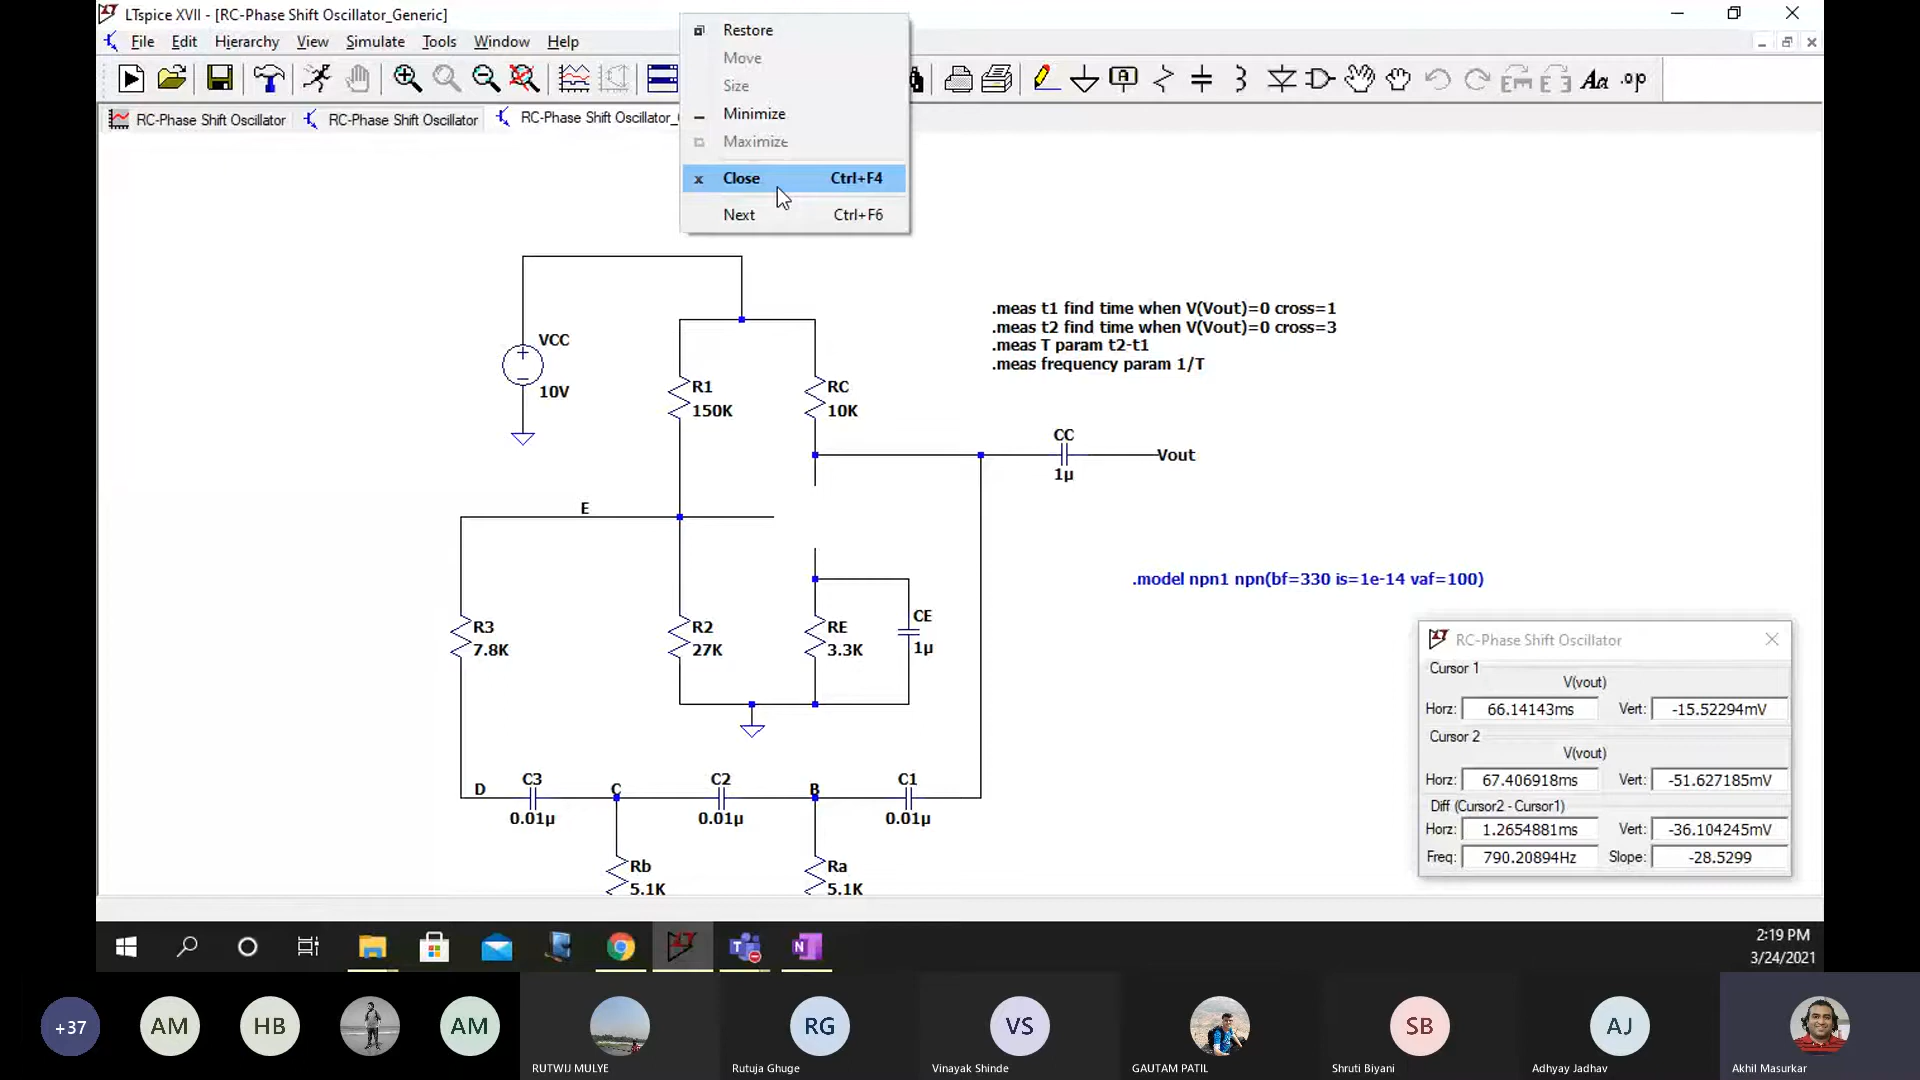 LTspice XVII - [RC-Phase Shift Oscillator_Generic]
File Edit Hierarchy View Simulate Tools Window Help
Restore
Move
Size
Minimize
Maximize
x Close Ctrl+F4
Next Ctrl+F6
A
Aa .op
RC-Phase Shift Oscillator
RC-Phase Shift Oscillator
RC-Phase Shift Oscillator_
.meas t1 find time when V(Vout)=0 cross=1
.meas t2 find time when V(Vout)=0 cross=3
.meas T param t2-t1
.meas frequency param 1/T
VCC
10V
R1
150K
RC
10K
CC
1µ
Vout
E
.model npn1 npn(bf=330 is=1e-14 vaf=100)
R3
7.8K
R2
27K
RE
3.3K
CE
1µ
D
C3
0.01µ
C
C2
0.01µ
B
C1
0.01µ
Rb
5.1K
Ra
5.1K
RC-Phase Shift Oscillator
Cursor 1
V(vout)
Horz: 66.14143ms Vert: -15.52294mV
Cursor 2
V(vout)
Horz: 67.406918ms Vert: -51.627185mV
Diff (Cursor2 - Cursor1)
Horz: 1.2654881ms Vert: -36.104245mV
Freq: 790.20894Hz Slope: -28.5299
2:19 PM
3/24/2021
+37
AM
HB
AM
RUTWIJ MULYE
RG
Rutuja Ghuge
VS
Vinayak Shinde
GAUTAM PATIL
SB
Shruti Biyani
AJ
Adhyay Jadhav
Akhil Masurkar